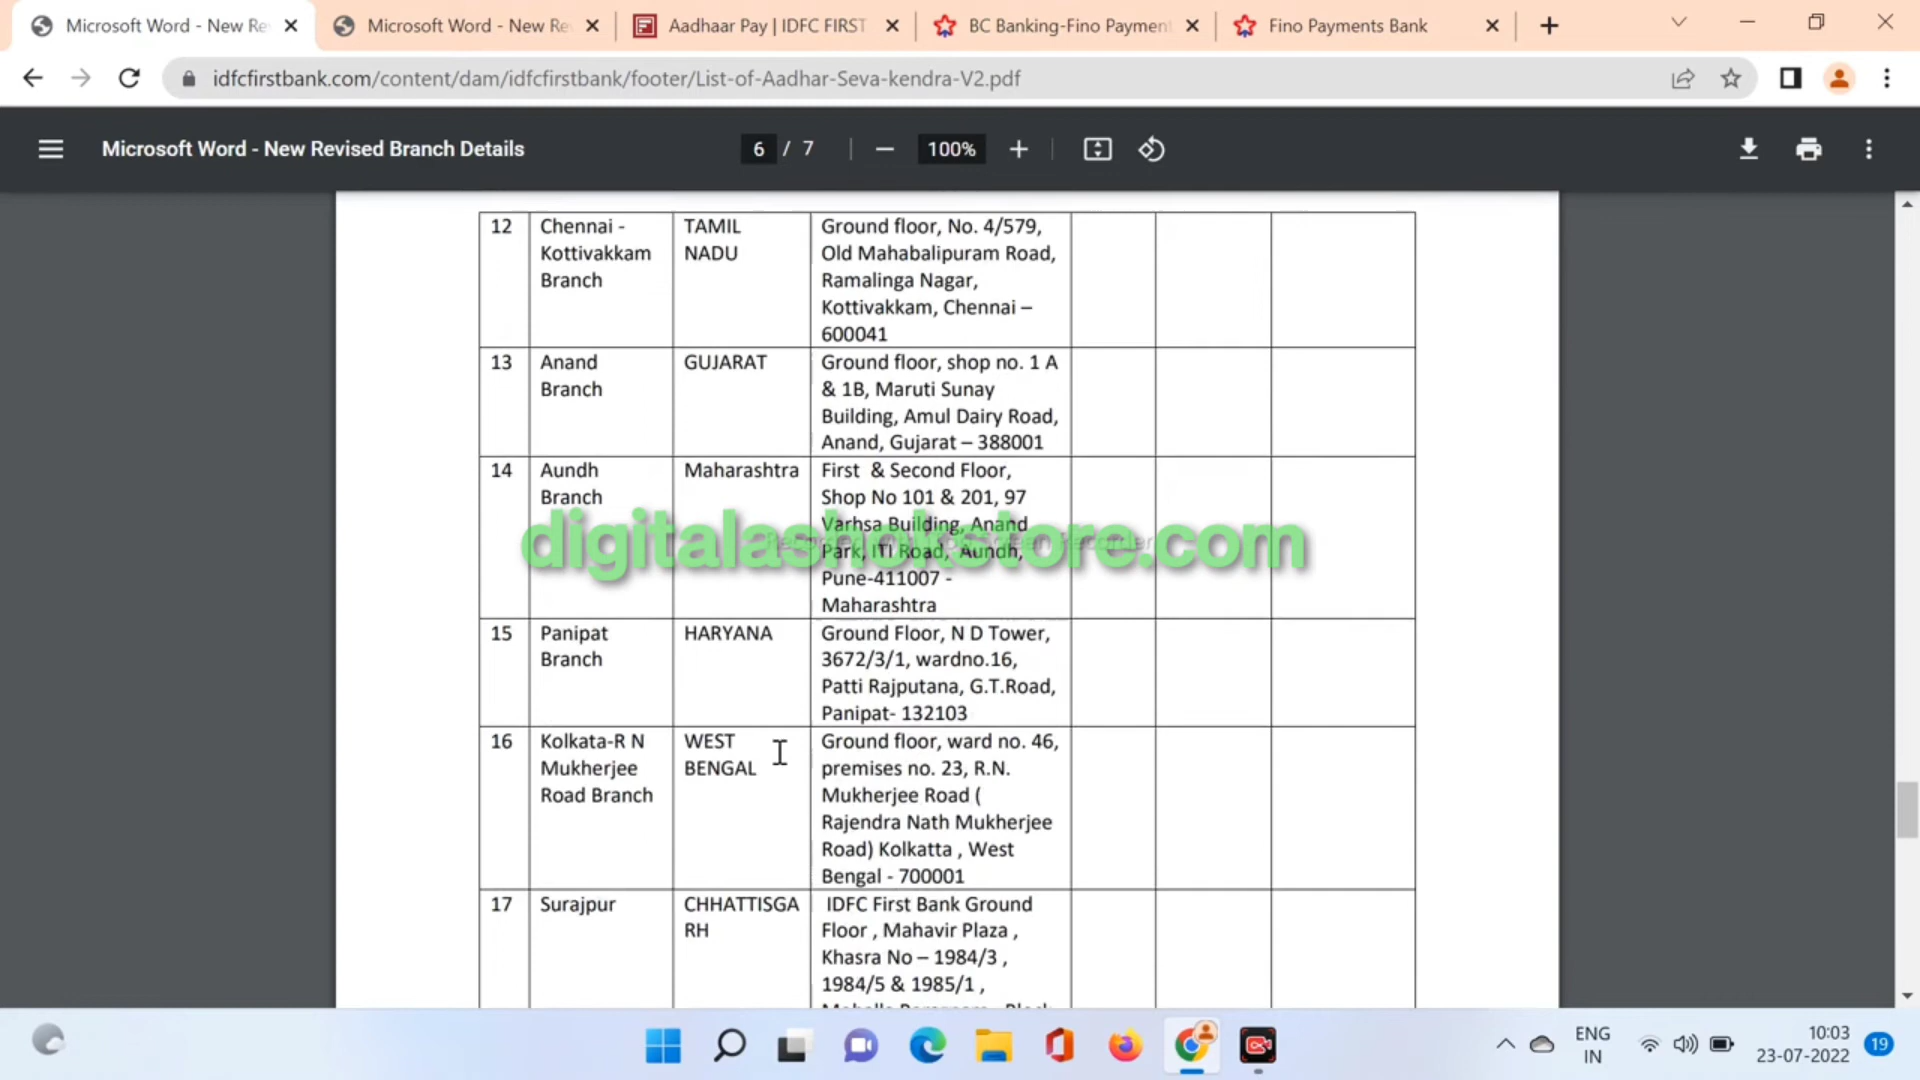 Microsoft Word - New Re
Microsoft Word - New Re
Aadhaar Pay | IDFC FIRST
BC Banking-Fino Payment
Fino Payments Bank
idfcfirstbank.com/content/dam/idfcfirstbank/footer/List-of-Aadhar-Seva-kendra-V2.pdf
Microsoft Word - New Revised Branch Details
6 / 7
100%
12
Chennai -
Kottivakkam
Branch
TAMIL
NADU
Ground floor, No. 4/579,
Old Mahabalipuram Road,
Ramalinga Nagar,
Kottivakkam, Chennai –
600041
13
Anand
Branch
GUJARAT
Ground floor, shop no. 1 A
& 1B, Maruti Sunay
Building, Amul Dairy Road,
Anand, Gujarat – 388001
14
Aundh
Branch
Maharashtra
First & Second Floor,
Shop No 101 & 201, 97
Varhsa Building, Anand
Park, ITI Road, Aundh,
Pune-411007 -
Maharashtra
digitalashokstore.com
15
Panipat
Branch
HARYANA
Ground Floor, N D Tower,
3672/3/1, wardno.16,
Patti Rajputana, G.T.Road,
Panipat- 132103
16
Kolkata-R N
Mukherjee
Road Branch
WEST
BENGAL
Ground floor, ward no. 46,
premises no. 23, R.N.
Mukherjee Road (
Rajendra Nath Mukherjee
Road) Kolkatta , West
Bengal - 700001
17
Surajpur
CHHATTISGA
RH
IDFC First Bank Ground
Floor , Mahavir Plaza ,
Khasra No – 1984/3 ,
1984/5 & 1985/1 ,
ENG
IN
10:03
23-07-2022
19